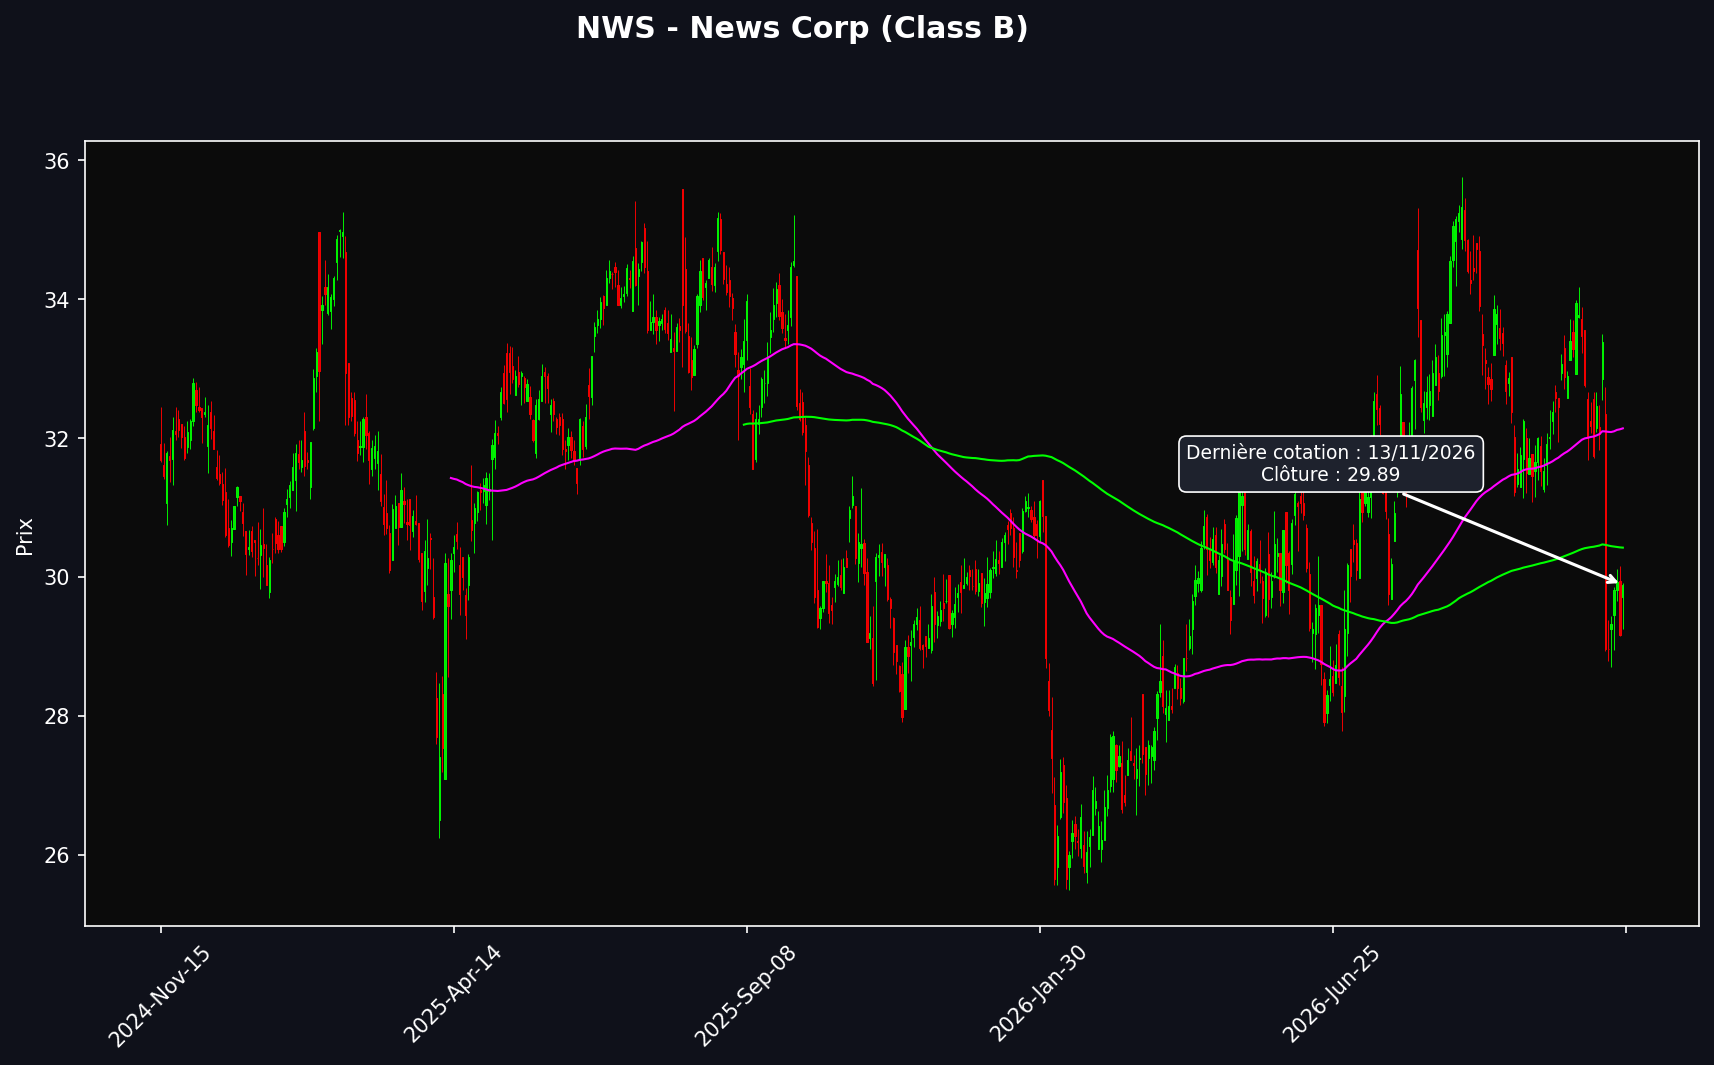 NWS - News Corp (Class B)
36
34
32
30
28
26
Prix
Dernière cotation : 13/11/2026
Clôture : 29.89
2024-Nov-15
2025-Apr-14
2025-Sep-08
2026-Jan-30
2026-Jun-25